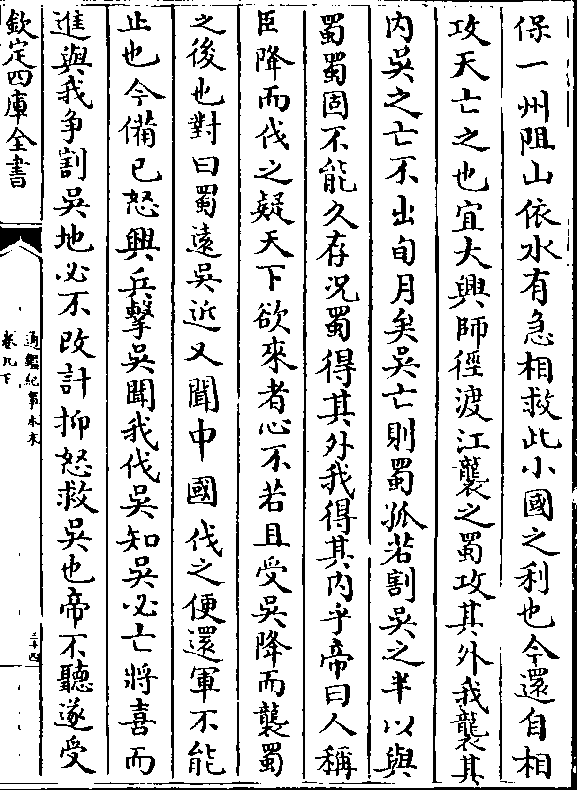 保一州阻山依水有急相救此小國之利也今還自相
攻天亡之也宜大興師徑渡江襲之蜀攻其外我襲其
內吳之亡不出旬月矣吳亡則蜀孤若割吳之半以與
蜀蜀固不能久存況蜀得其外我得其內乎帝曰人稱
臣降而伐之疑天下欲來者心不若且受吳降而襲蜀
之後也對曰蜀遠吳近又聞中國伐之便還軍不能
止也今備已怒興兵擊吳聞我伐吳知吳必亡將喜而
進與我爭割吳地必不改計抑怒救吳也帝不聽遂受
欽定四庫全書
通鑑紀事本末
卷九下
三十四